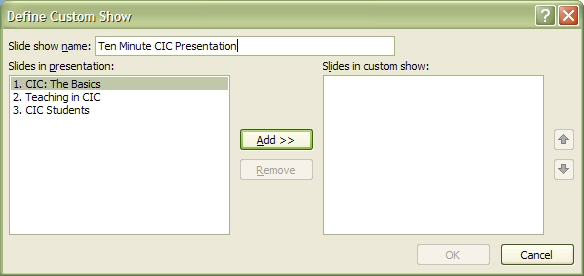 Define Custom Show
Slide show name: Ten Minute CIC Presentation
Slides in presentation:
Slides in custom show:
1. CIC: The Basics
2. Teaching in CIC
3. CIC Students
Add >>
Remove
OK
Cancel